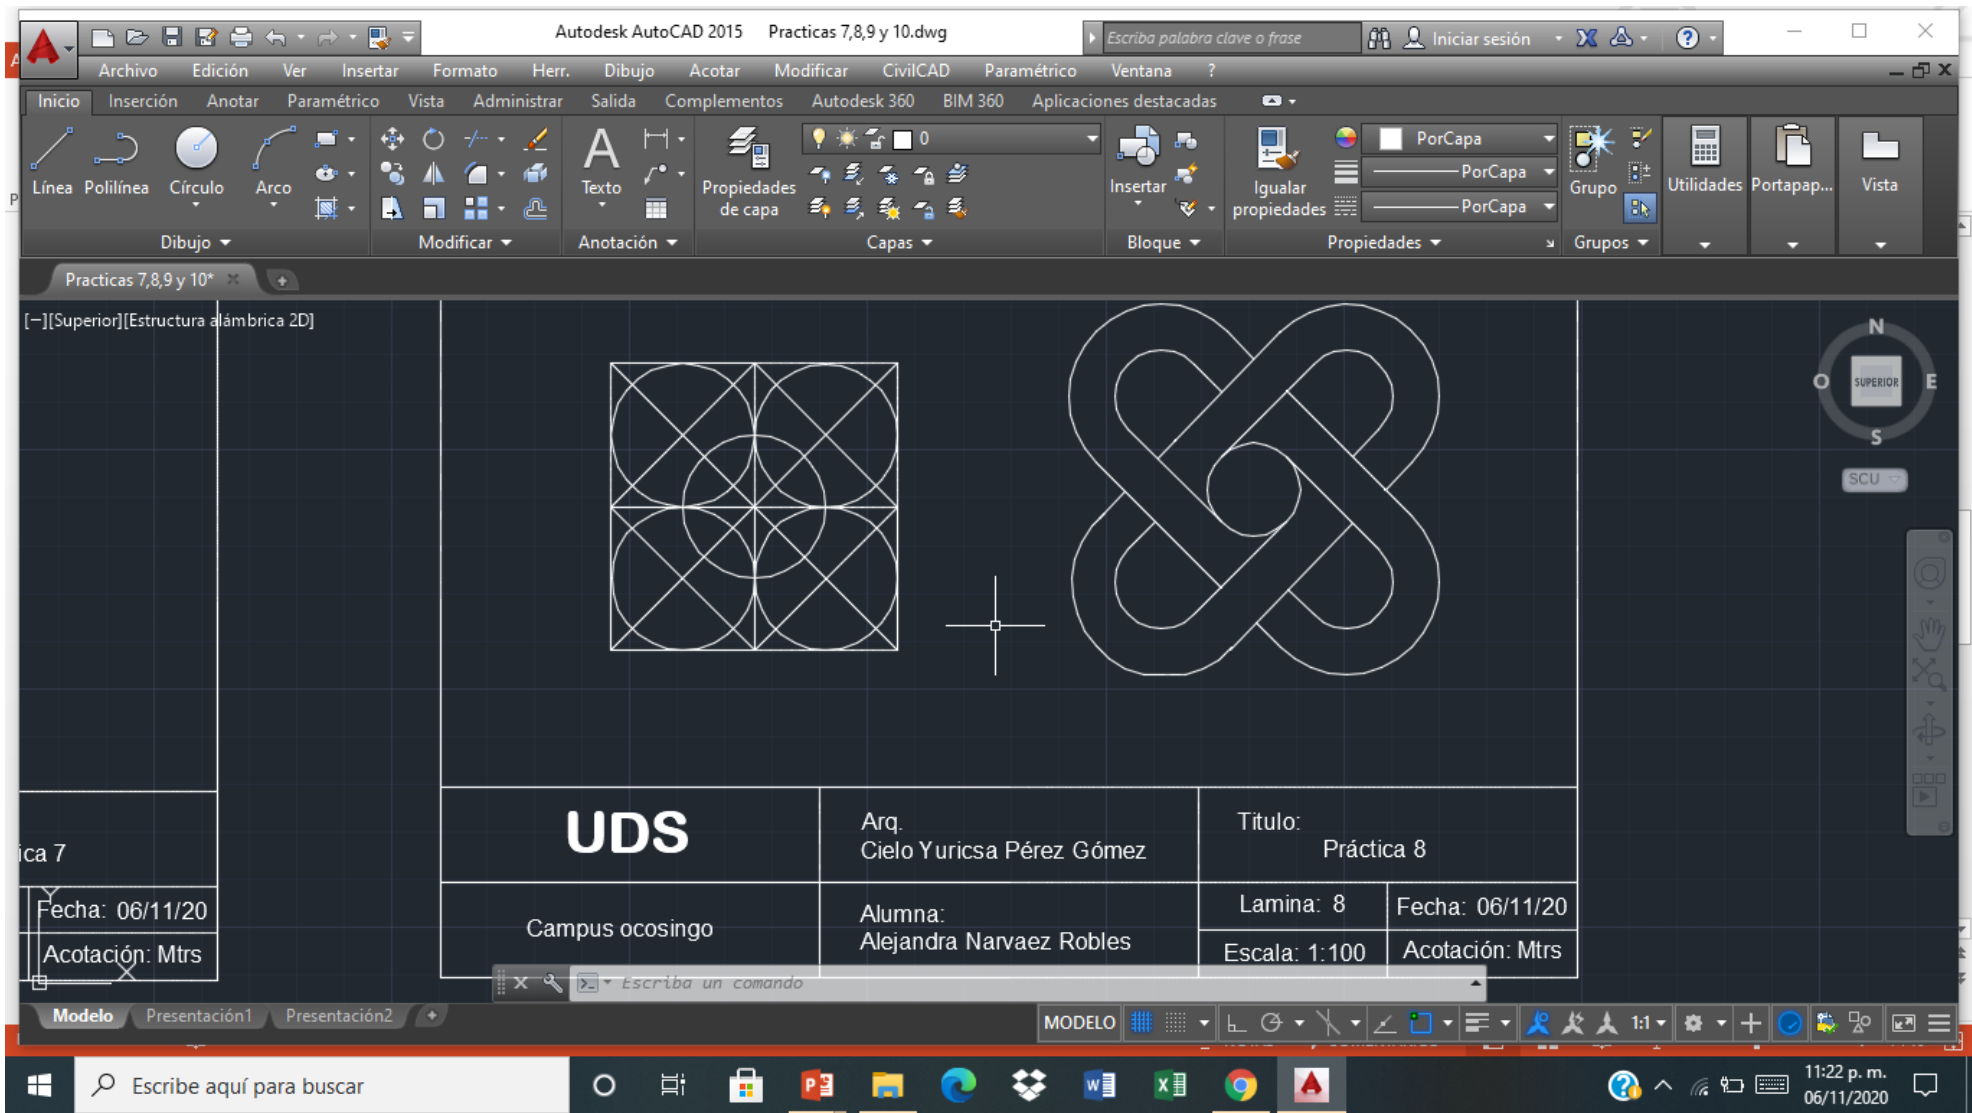 Autodesk AutoCAD 2015 Practicas 7,8,9 y 10.dwg
Escriba palabra clave o frase
Iniciar sesión
Archivo Edición Ver Insertar Formato Herr. Dibujo Acotar Modificar CivilCAD Paramétrico Ventana ?
Inicio Inserción Anotar Paramétrico Vista Administrar Salida Complementos Autodesk 360 BIM 360 Aplicaciones destacadas
0
PorCapa
PorCapa
PorCapa
Línea Polilínea Círculo Arco
Texto
Propiedades de capa
Insertar
Igualar propiedades
Grupo
Utilidades
Portapap...
Vista
Dibujo Modificar Anotación Capas Bloque Propiedades Grupos
Practicas 7,8,9 y 10*
[−][Superior][Estructura alámbrica 2D]
N
O SUPERIOR E
S
SCU
UDS
Arq.
Cielo Yuricsa Pérez Gómez
Titulo:
Práctica 8
Campus ocosingo
Alumna:
Alejandra Narvaez Robles
Lamina: 8
Fecha: 06/11/20
Escala: 1:100
Acotación: Mtrs
ica 7
Fecha: 06/11/20
Acotación: Mtrs
Y
X
Escriba un comando
Modelo Presentación1 Presentación2
MODELO
1:1
Escribe aquí para buscar
11:22 p. m.
06/11/2020